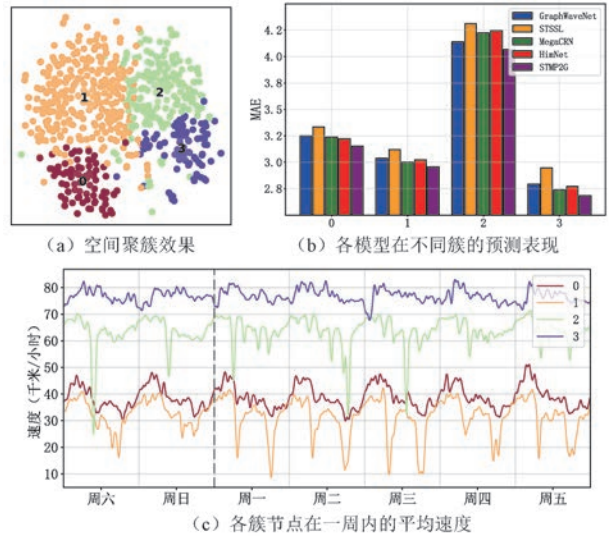 1
2
3
0
(a) 空间聚簇效果
GraphWaveNet
STSSL
MegaCRN
HimNet
STMP2G
MAE
4.2
4.0
3.8
3.5
3.2
3.0
2.8
0
1
2
3
(b) 各模型在不同簇的预测表现
速度（千米/小时）
80
70
60
50
40
30
20
10
0
1
2
3
周六
周日
周一
周二
周三
周四
周五
(c) 各簇节点在一周内的平均速度